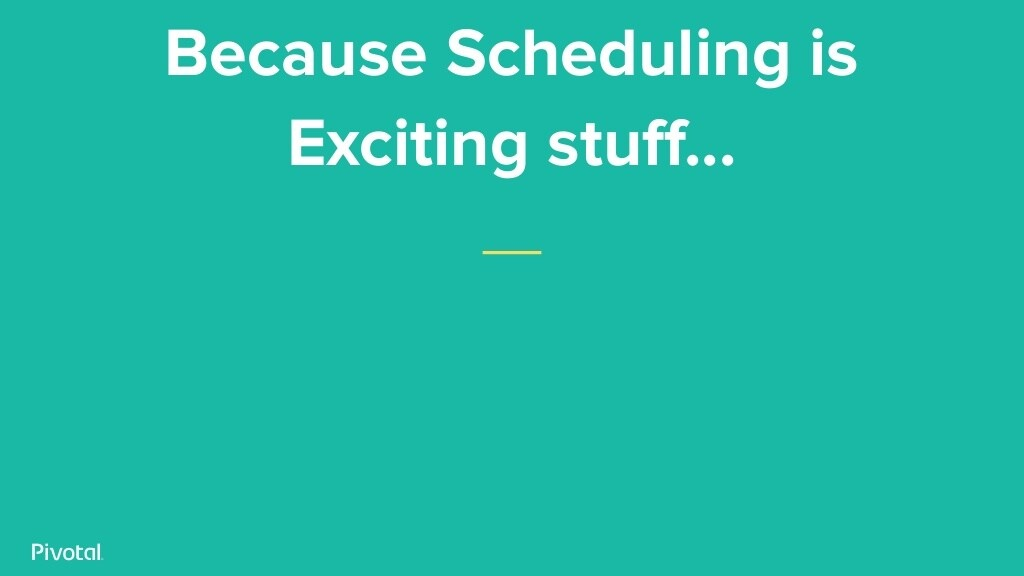 Because Scheduling is
Exciting stuff...
Pivotal